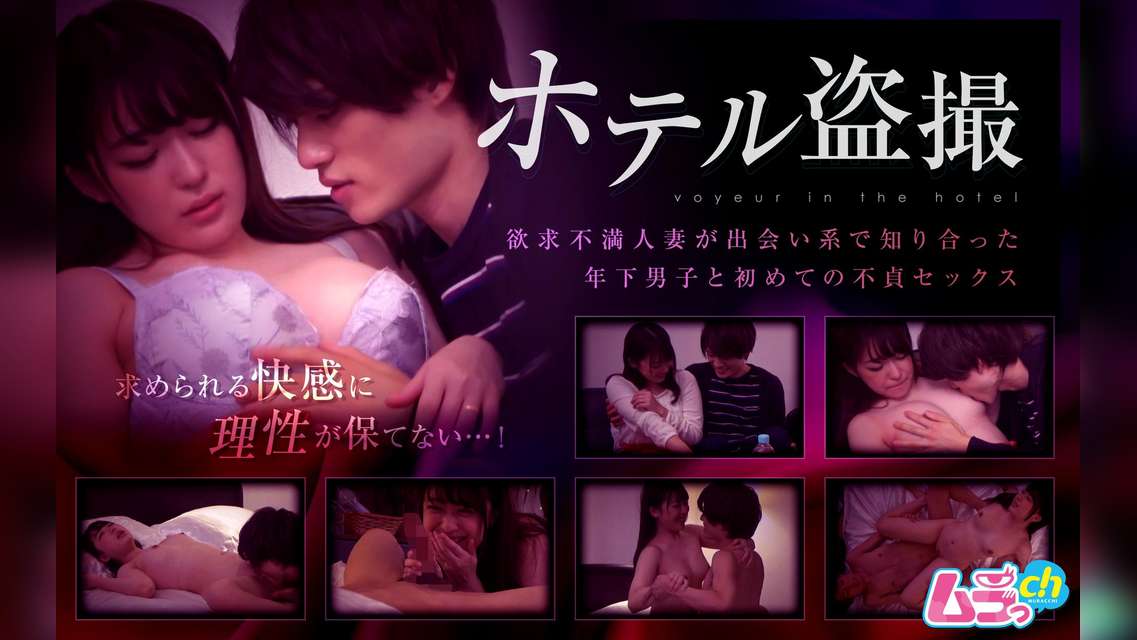 ホテル盗撮
voyeur in the hotel
欲求不満人妻が出会い系で知り合った
年下男子と初めての不貞セックス
求められる快感に
理性が保てない…！
ムラっch
MURACCHI